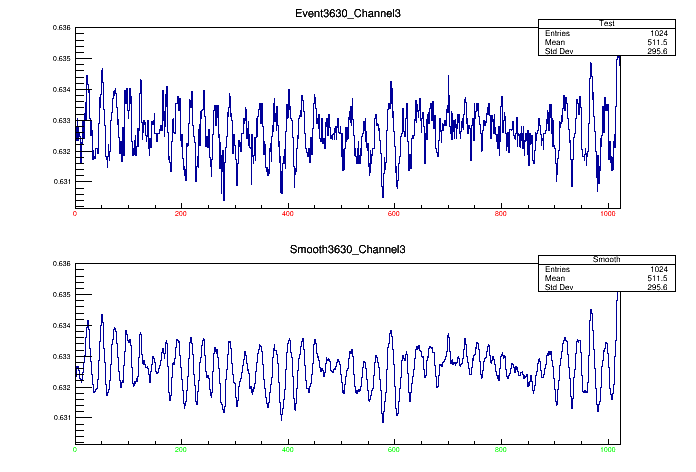 Event3630_Channel3
Test
Entries 1024
Mean 511.5
Std Dev 295.6
0.636
0.635
0.634
0.633
0.632
0.631
0 200 400 600 800 1000
Smooth3630_Channel3
Smooth
Entries 1024
Mean 511.5
Std Dev 295.6
0.636
0.635
0.634
0.633
0.632
0.631
0 200 400 600 800 1000